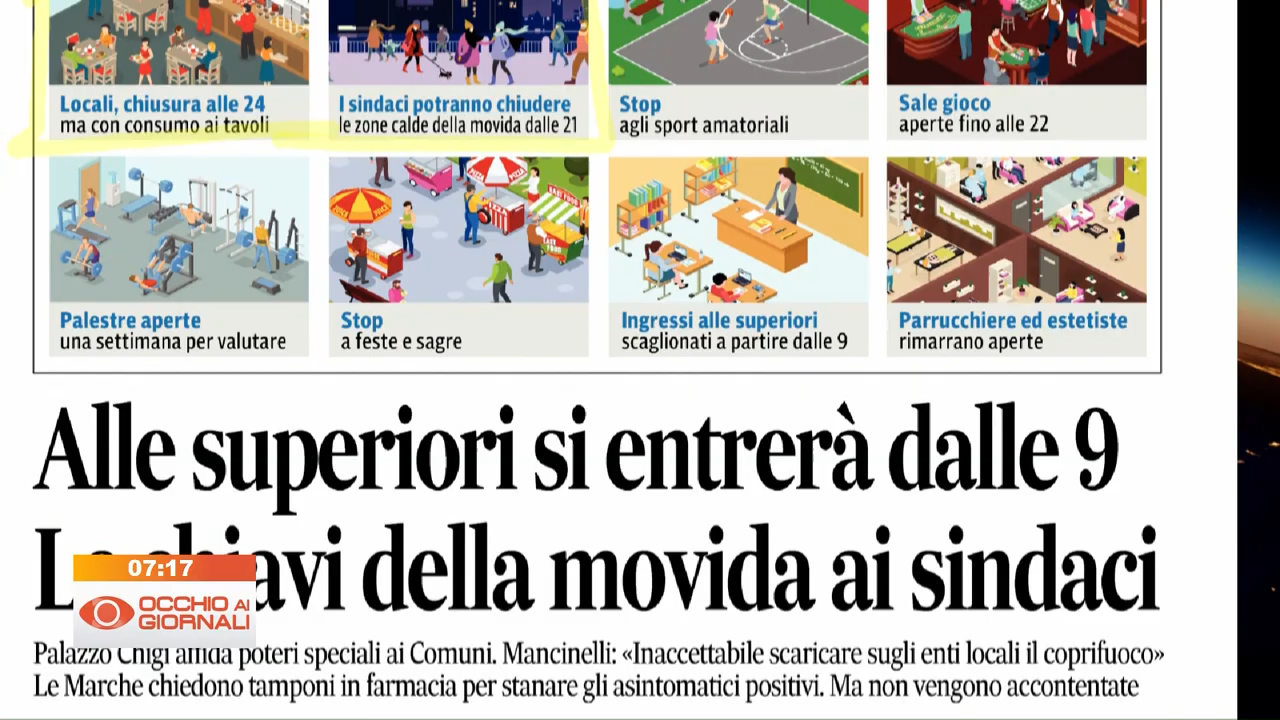 Locali, chiusura alle 24
ma con consumo ai tavoli
I sindaci potranno chiudere
le zone calde della movida dalle 21
Stop
agli sport amatoriali
Sale gioco
aperte fino alle 22
Palestre aperte
una settimana per valutare
Stop
a feste e sagre
Ingressi alle superiori
scaglionati a partire dalle 9
Parrucchiere ed estetiste
rimarrano aperte
Alle superiori si entrerà dalle 9
Le chiavi della movida ai sindaci
07:17
OCCHIO AI
GIORNALI
Palazzo Chigi affida poteri speciali ai Comuni. Mancinelli: «Inaccettabile scaricare sugli enti locali il coprifuoco»
Le Marche chiedono tamponi in farmacia per stanare gli asintomatici positivi. Ma non vengono accontentate